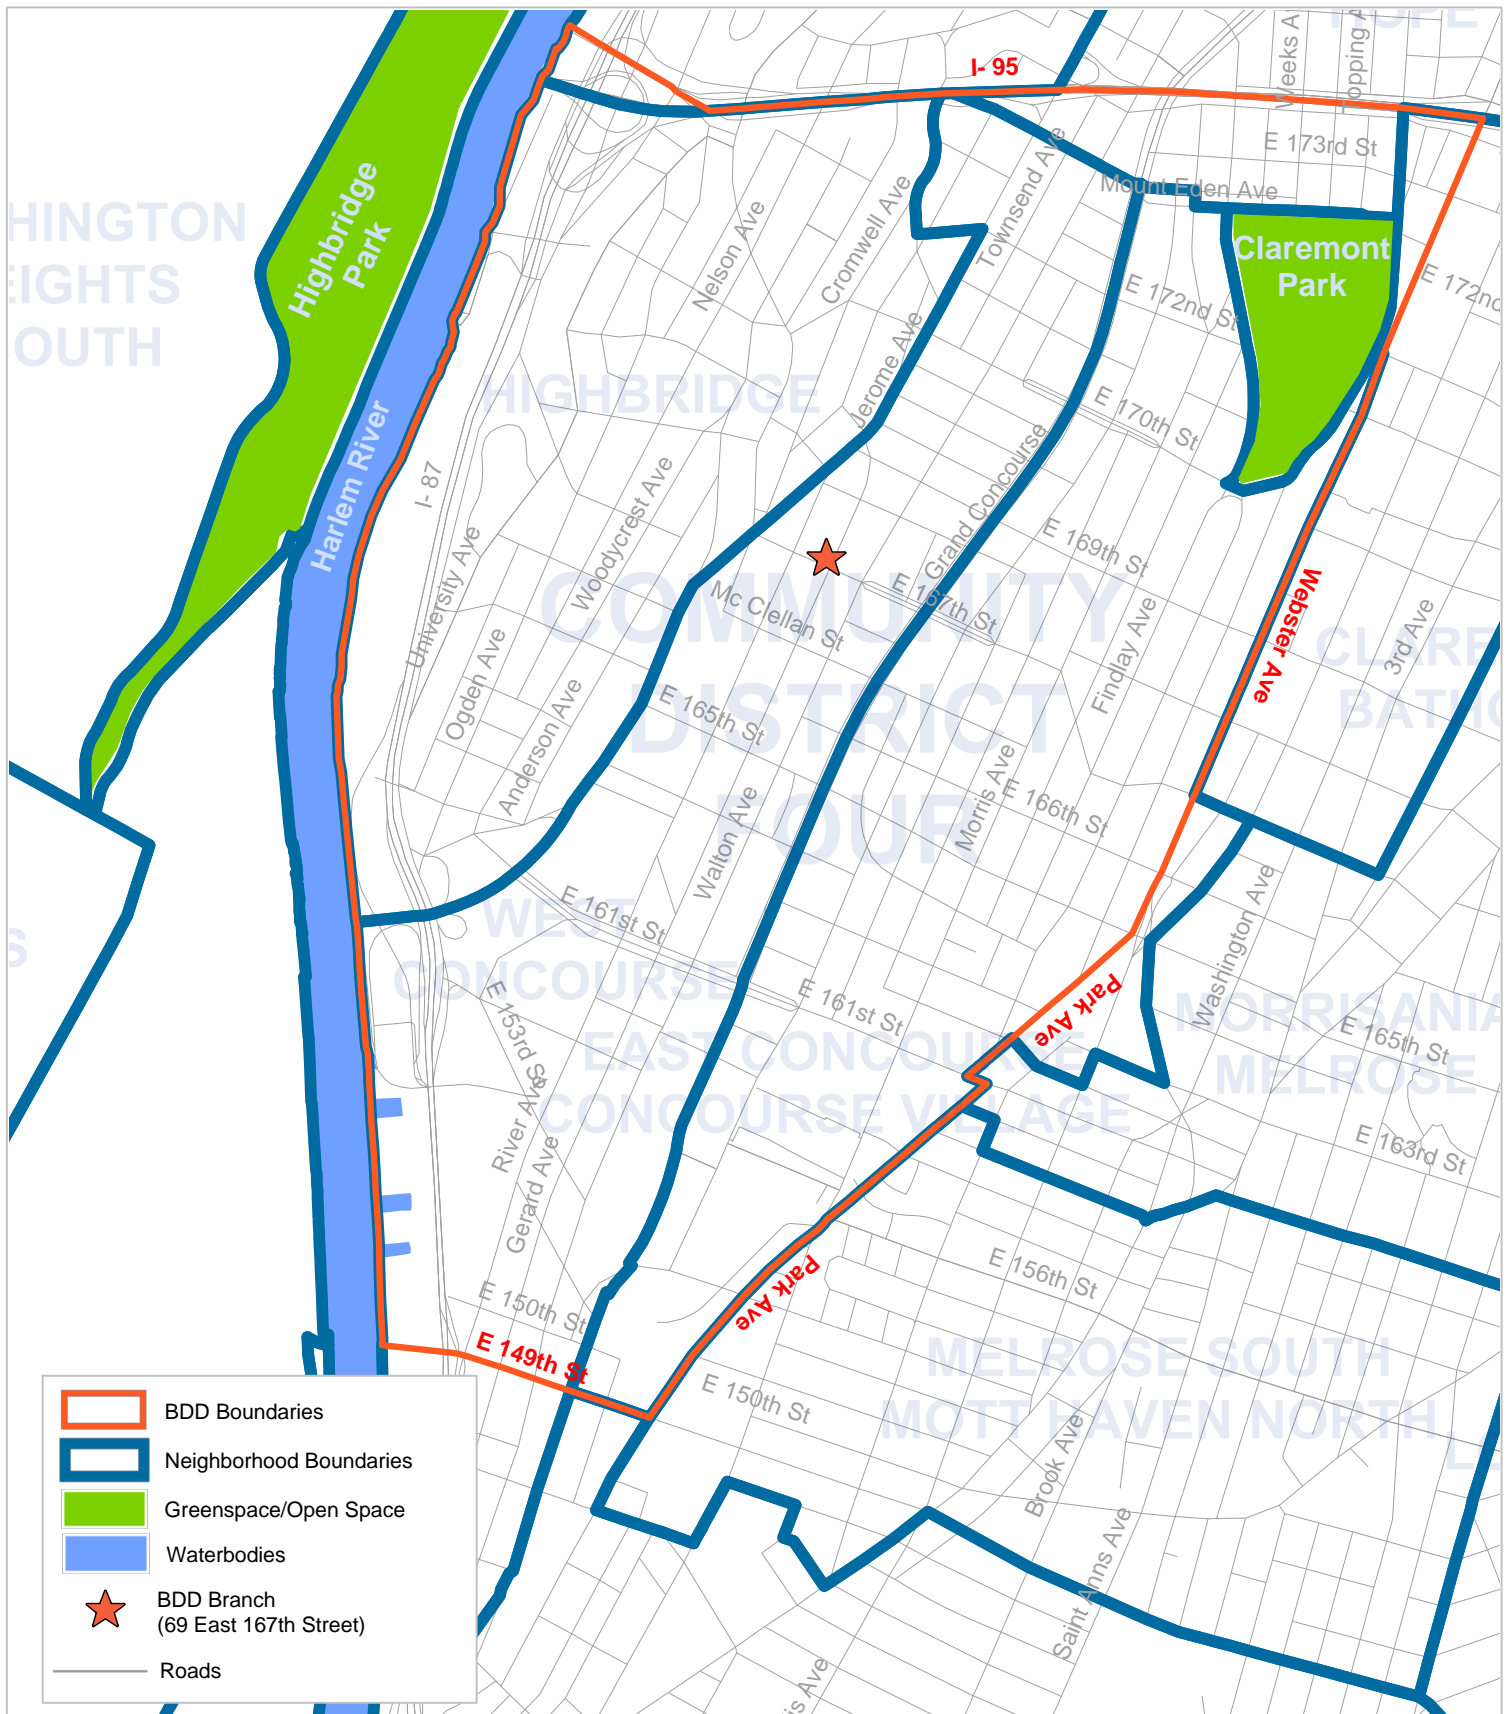 HOPE
Weeks A
Topping A
I- 95
E 173rd St
Mount Eden Ave
HINGTON
EIGHTS
OUTH
Highbridge
Park
Nelson Ave
Cromwell Ave
Townsend Ave
Claremont
Park
E 172nd St
E 172nd
HIGHBRIDGE
Jerome Ave
E 170th St
Harlem River
I- 87
Grand Concourse
University Ave
Woodycrest Ave
E 169th St
COMMUNITY
DISTRICT
FOUR
Mc Clellan St
E 167th St
Webster Ave
Findlay Ave
3rd Ave
CLARE
BATHG
Ogden Ave
Anderson Ave
E 165th St
Morris Ave
E 166th St
Walton Ave
E 161st St
WEST
CONCOURSE
S
Washington Ave
E 161st St
Park Ave
E 153rd St
MORRISANIA
MELROSE
E 165th St
EAST CONCOURSE
CONCOURSE VILLAGE
River Ave
Gerard Ave
E 163rd St
E 156th St
Park Ave
E 150th St
E 149th St
MELROSE SOUTH
MOTT HAVEN NORTH
E 150th St
Brook Ave
Saint Anns Ave
is Ave
BDD Boundaries
Neighborhood Boundaries
Greenspace/Open Space
Waterbodies
BDD Branch
(69 East 167th Street)
Roads